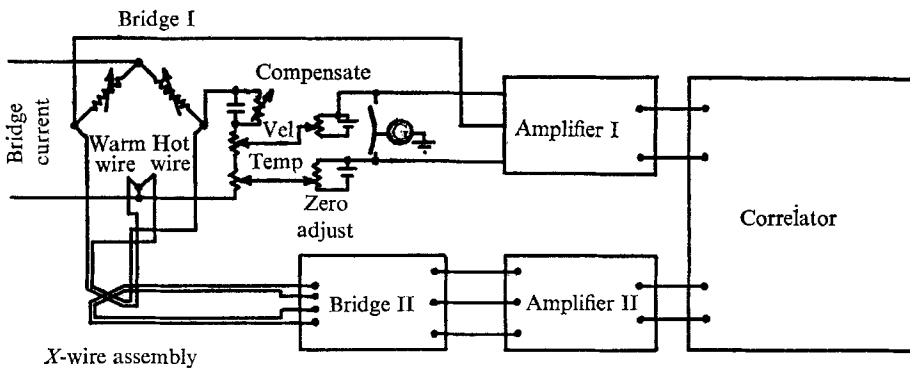 Bridge I
Compensate
Bridge
current
Warm Hot
wire wire
Vel
Temp
G
Zero
adjust
Amplifier I
Correlator
Bridge II
Amplifier II
X-wire assembly